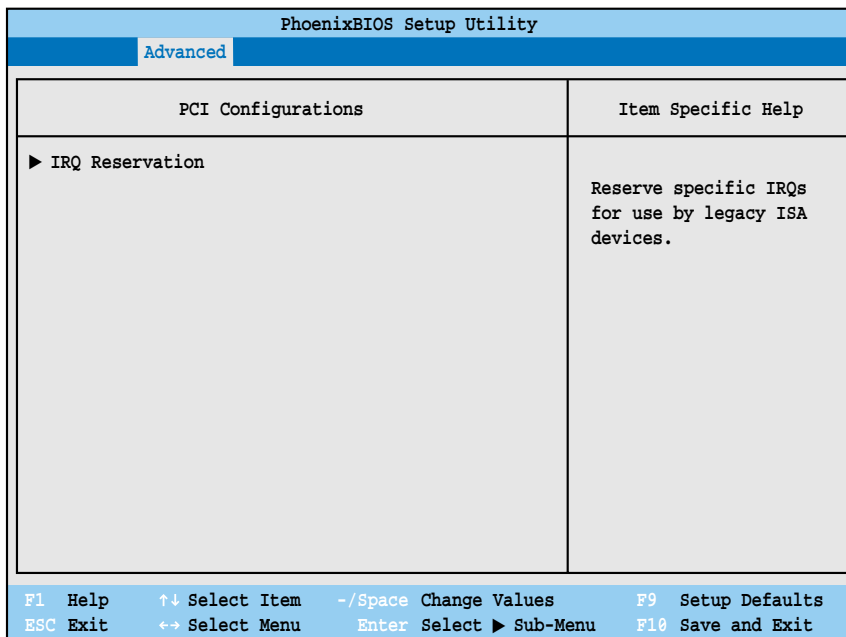 PhoenixBIOS Setup Utility
Advanced
PCI Configurations
Item Specific Help
▶ IRQ Reservation
Reserve specific IRQs
for use by legacy ISA
devices.
F1 Help ↑↓ Select Item -/Space Change Values F9 Setup Defaults
ESC Exit ←→ Select Menu Enter Select ▶ Sub-Menu F10 Save and Exit